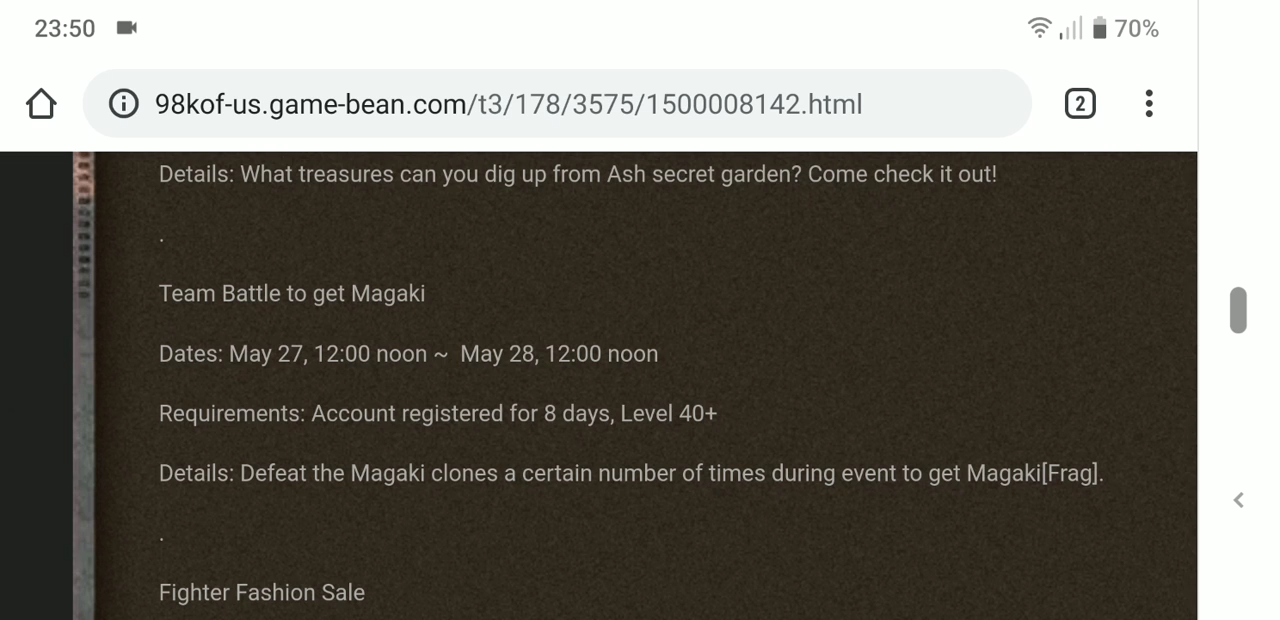 23:50 70%
98kof-us.game-bean.com/t3/178/3575/1500008142.html 2
Details: What treasures can you dig up from Ash secret garden? Come check it out!
.
Team Battle to get Magaki
Dates: May 27, 12:00 noon ~ May 28, 12:00 noon
Requirements: Account registered for 8 days, Level 40+
Details: Defeat the Magaki clones a certain number of times during event to get Magaki[Frag].
.
Fighter Fashion Sale